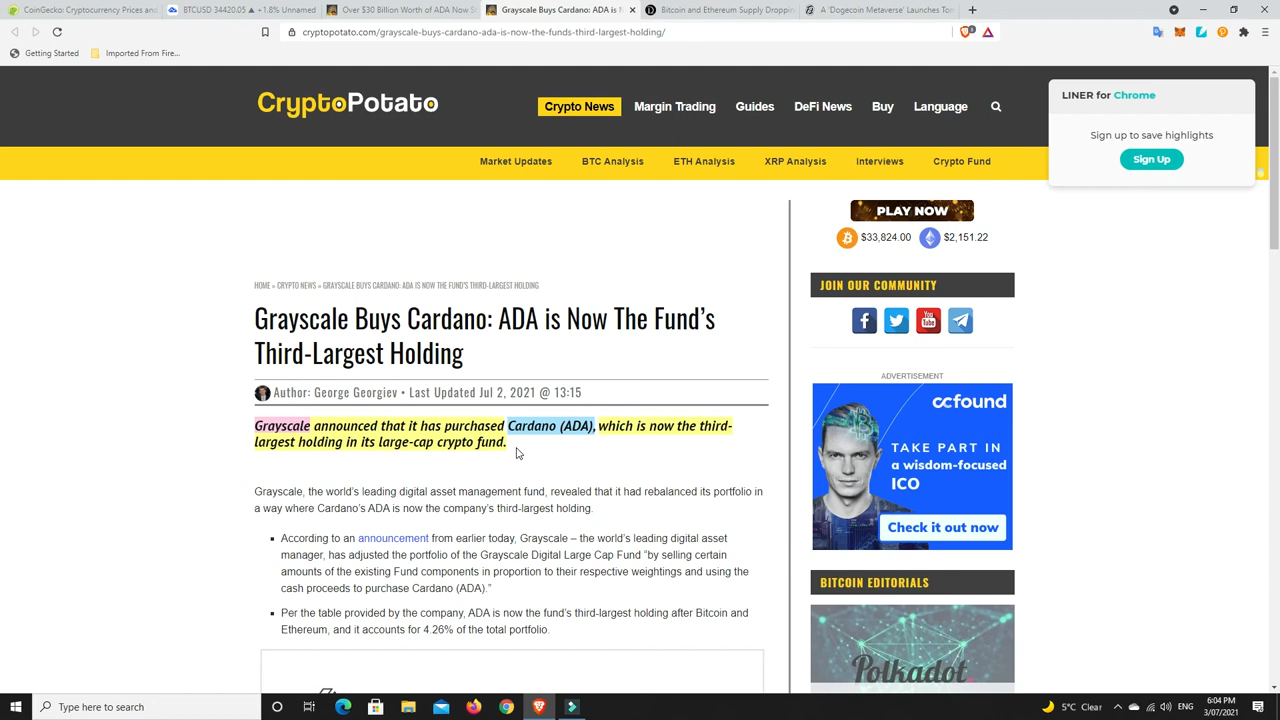 CoinGecko: Cryptocurrency Prices and
BTCUSD 34420.05 ▲ +1.8% Unnamed
Over $30 Billion Worth of ADA Now S
Grayscale Buys Cardano: ADA is N
Bitcoin and Ethereum Supply Droppin
A 'Dogecoin Metaverse' Launches Tom
cryptopotato.com/grayscale-buys-cardano-ada-is-now-the-funds-third-largest-holding/
Getting Started
Imported From Fire...
CryptoPotato
Crypto News
Margin Trading
Guides
DeFi News
Buy
Language
LINER for Chrome
Sign up to save highlights
Sign Up
Market Updates
BTC Analysis
ETH Analysis
XRP Analysis
Interviews
Crypto Fund
PLAY NOW
$33,824.00
$2,151.22
HOME » CRYPTO NEWS » GRAYSCALE BUYS CARDANO: ADA IS NOW THE FUND'S THIRD-LARGEST HOLDING
Grayscale Buys Cardano: ADA is Now The Fund's
Third-Largest Holding
Author: George Georgiev • Last Updated Jul 2, 2021 @ 13:15
Grayscale announced that it has purchased Cardano (ADA), which is now the third-
largest holding in its large-cap crypto fund.
Grayscale, the world's leading digital asset management fund, revealed that it had rebalanced its portfolio in
a way where Cardano's ADA is now the company's third-largest holding.
According to an announcement from earlier today, Grayscale – the world's leading digital asset
manager, has adjusted the portfolio of the Grayscale Digital Large Cap Fund "by selling certain
amounts of the existing Fund components in proportion to their respective weightings and using the
cash proceeds to purchase Cardano (ADA)."
Per the table provided by the company, ADA is now the fund's third-largest holding after Bitcoin and
Ethereum, and it accounts for 4.26% of the total portfolio.
JOIN OUR COMMUNITY
You
Tube
ADVERTISEMENT
ccfound
TAKE PART IN
a wisdom-focused
ICO
Check it out now
BITCOIN EDITORIALS
Polkadot.
Type here to search
5°C Clear
ENG
6:04 PM
3/07/2021